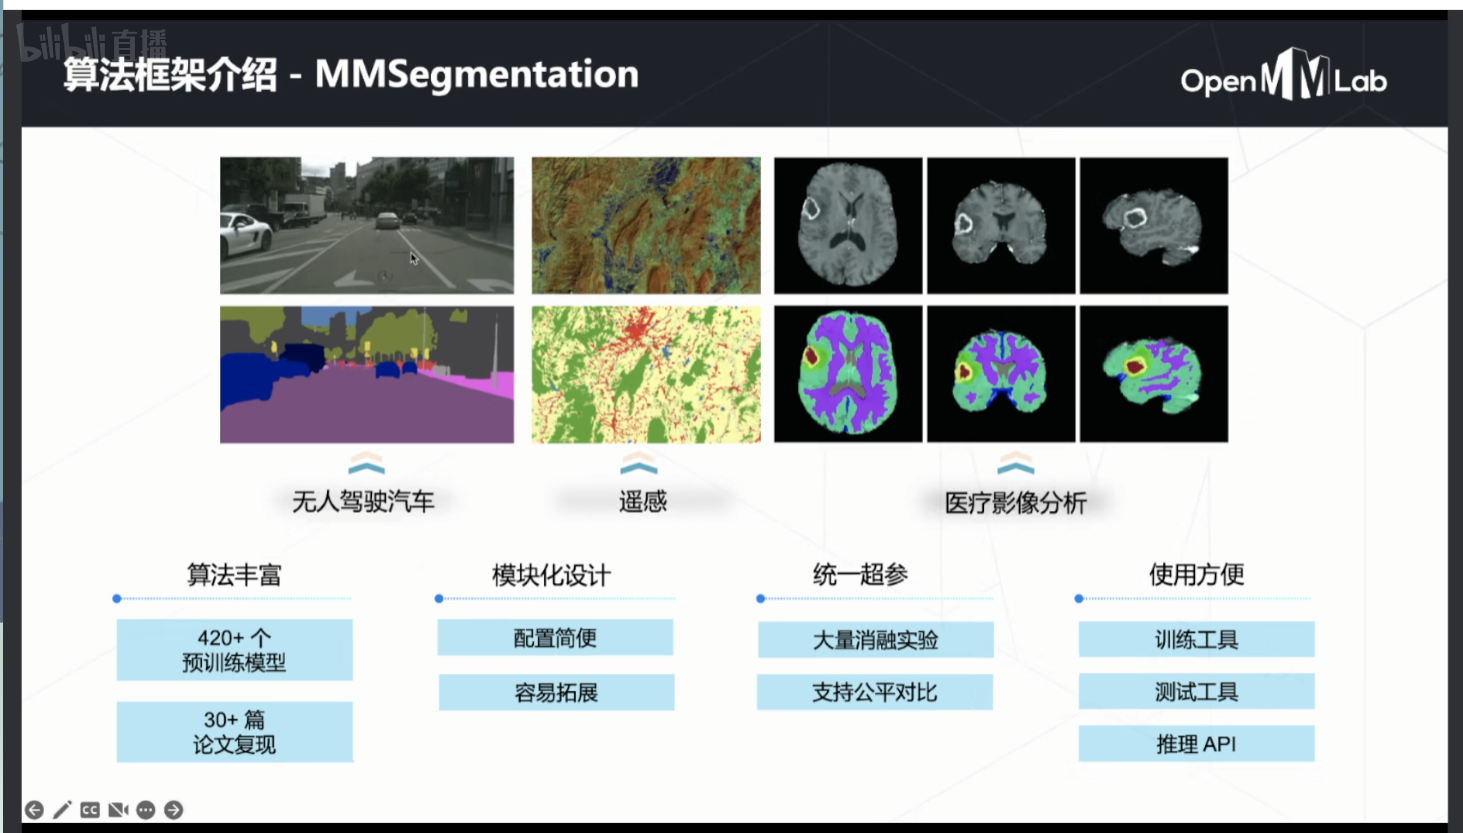 bilibili直播
算法框架介绍 - MMSegmentation
OpenMMLab
无人驾驶汽车
遥感
医疗影像分析
算法丰富
420+ 个
预训练模型
30+ 篇
论文复现
模块化设计
配置简便
容易拓展
统一超参
大量消融实验
支持公平对比
使用方便
训练工具
测试工具
推理 API
CC